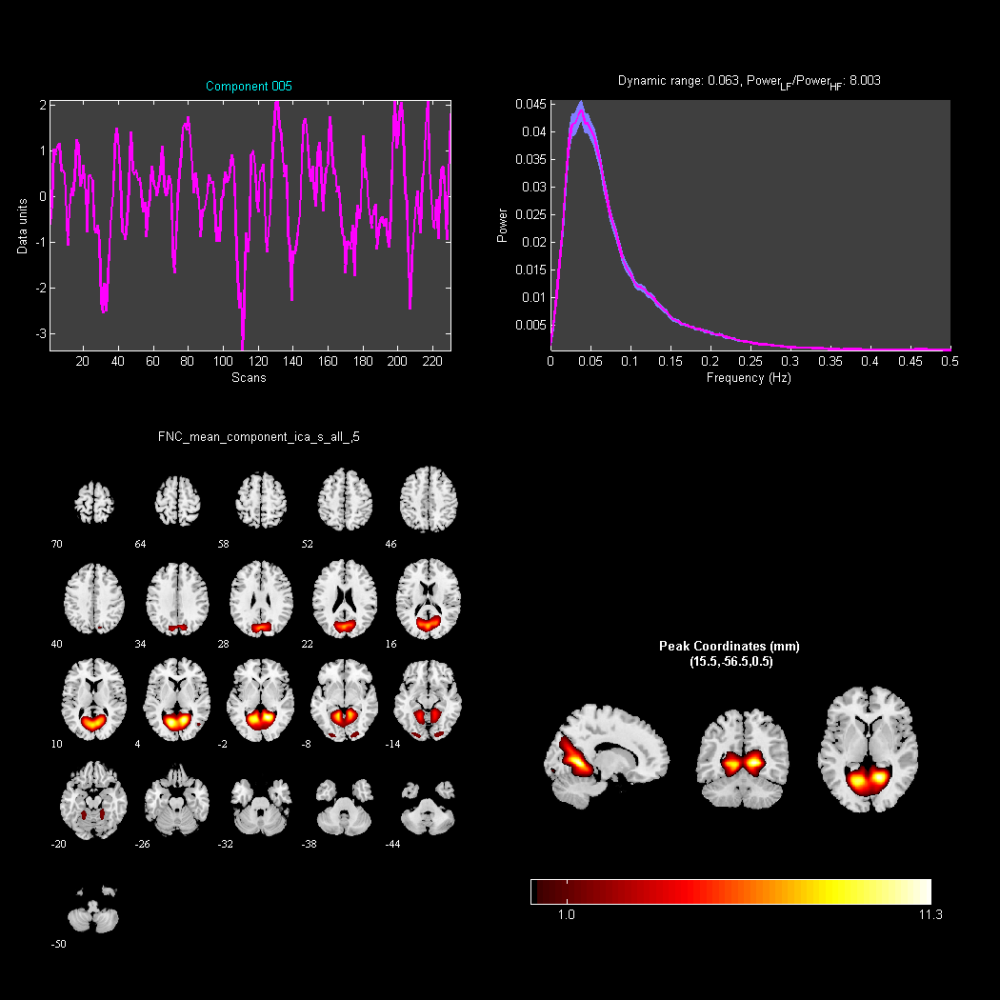 Component 005
2
1
0
-1
-2
-3
Data units
20 40 60 80 100 120 140 160 180 200 220
Scans
Dynamic range: 0.063, PowerLF/PowerHF: 8.003
0.045
0.04
0.035
0.03
0.025
0.02
0.015
0.01
0.005
Power
0 0.05 0.1 0.15 0.2 0.25 0.3 0.35 0.4 0.45 0.5
Frequency (Hz)
FNC_mean_component_ica_s_all_,5
70 64 58 52 46
40 34 28 22 16
10 4 -2 -8 -14
-20 -26 -32 -38 -44
-50
Peak Coordinates (mm)
(15.5,-56.5,0.5)
1.0 11.3